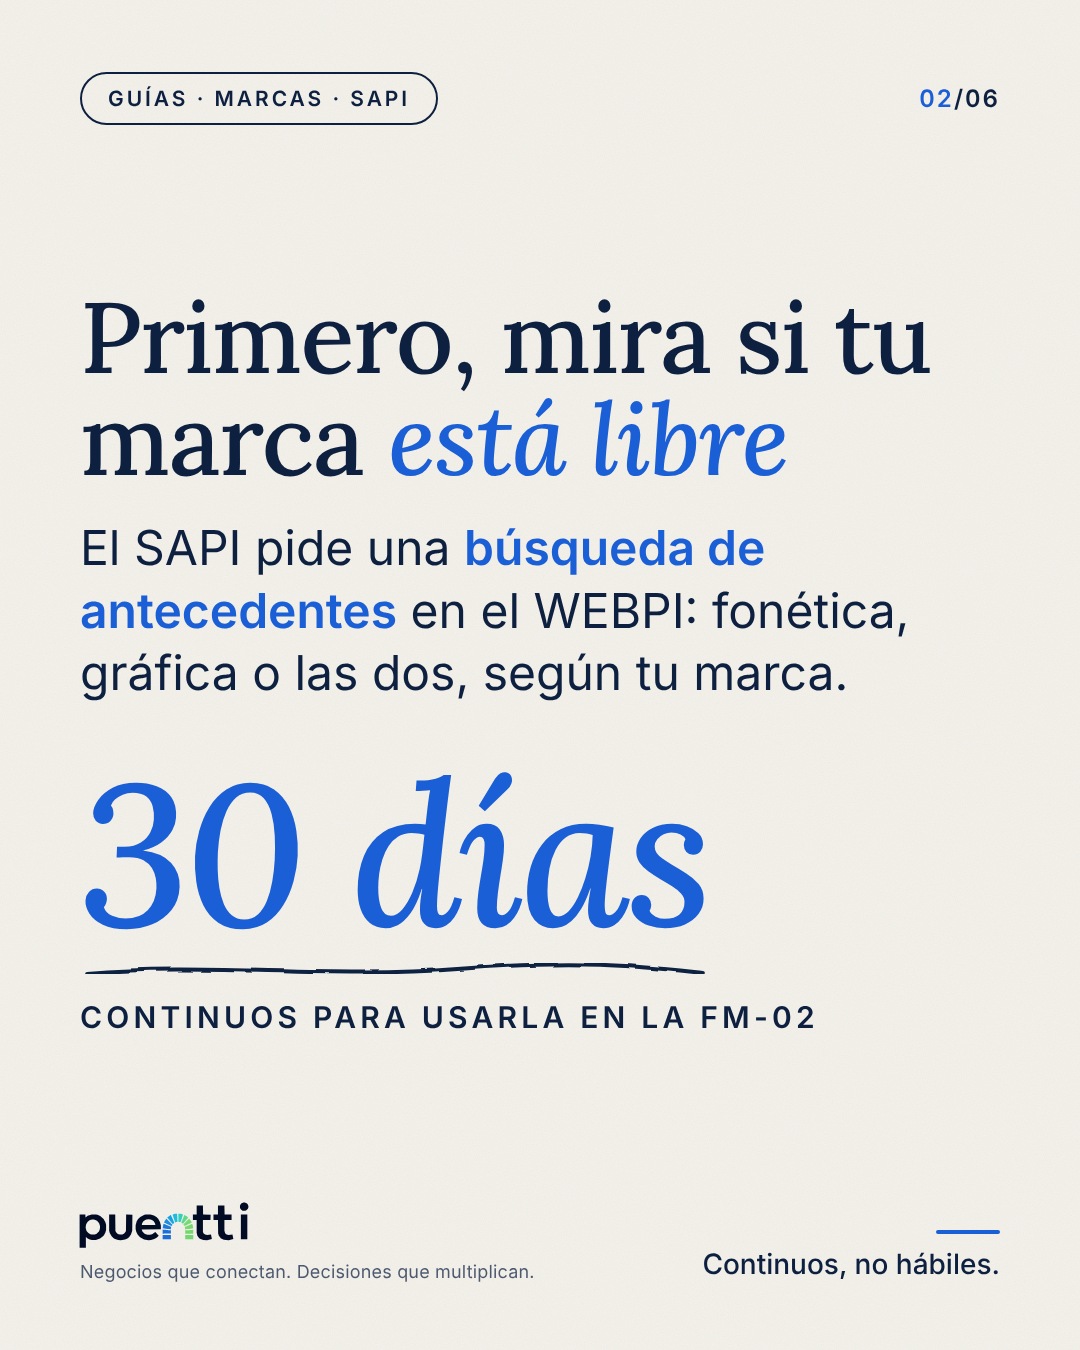 GUÍAS · MARCAS · SAPI
02/06
Primero, mira si tu
marca está libre
El SAPI pide una búsqueda de
antecedentes en el WEBPI: fonética,
gráfica o las dos, según tu marca.
30 días
CONTINUOS PARA USARLA EN LA FM-02
puentti
Negocios que conectan. Decisiones que multiplican.
Continuos, no hábiles.